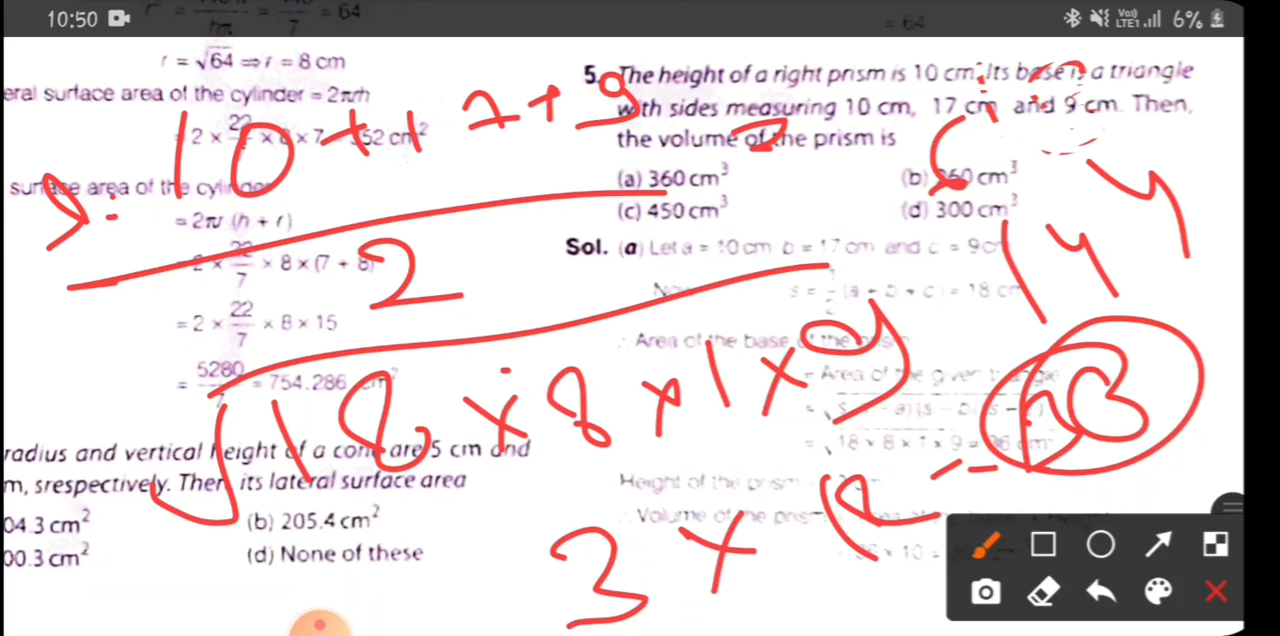 10:50
Vo))
LTE1
6%
= 64
r = √64 ⇒ r = 8 cm
eral surface area of the cylinder = 2πrh
2 × 22/7 × 8 × 7 = 352 cm²
surface area of the cylinder
= 2πr (h + r)
= 2 × 22/7 × 8 × (7 + 8)
= 2 × 22/7 × 8 × 15
= 5280/7 = 754.286 cm²
radius and vertical height of a cone are 5 cm and
m, srespectively. Then its lateral surface area
04.3 cm²
(b) 205.4 cm²
00.3 cm²
(d) None of these
5. The height of a right prism is 10 cm. Its base is a triangle
with sides measuring 10 cm, 17 cm and 9 cm. Then,
the volume of the prism is
(a) 360 cm³
(b) 260 cm³
(c) 450 cm³
(d) 300 cm³
Sol. (a) Let a = 10 cm b = 17 cm and c = 9 cm
Now s = 1/2 (a + b + c) = 18 cm
∴ Area of the base of the prism
= Area of the given triangle
= √s(s - a)(s - b)(s - c)
= √18 × 8 × 1 × 9 = 36 cm²
Height of the prism
∴ Volume of the prism
36 × 10 =
10 + 17 + 9
2
√18 × 8 × 1 × 9
144
3 ×